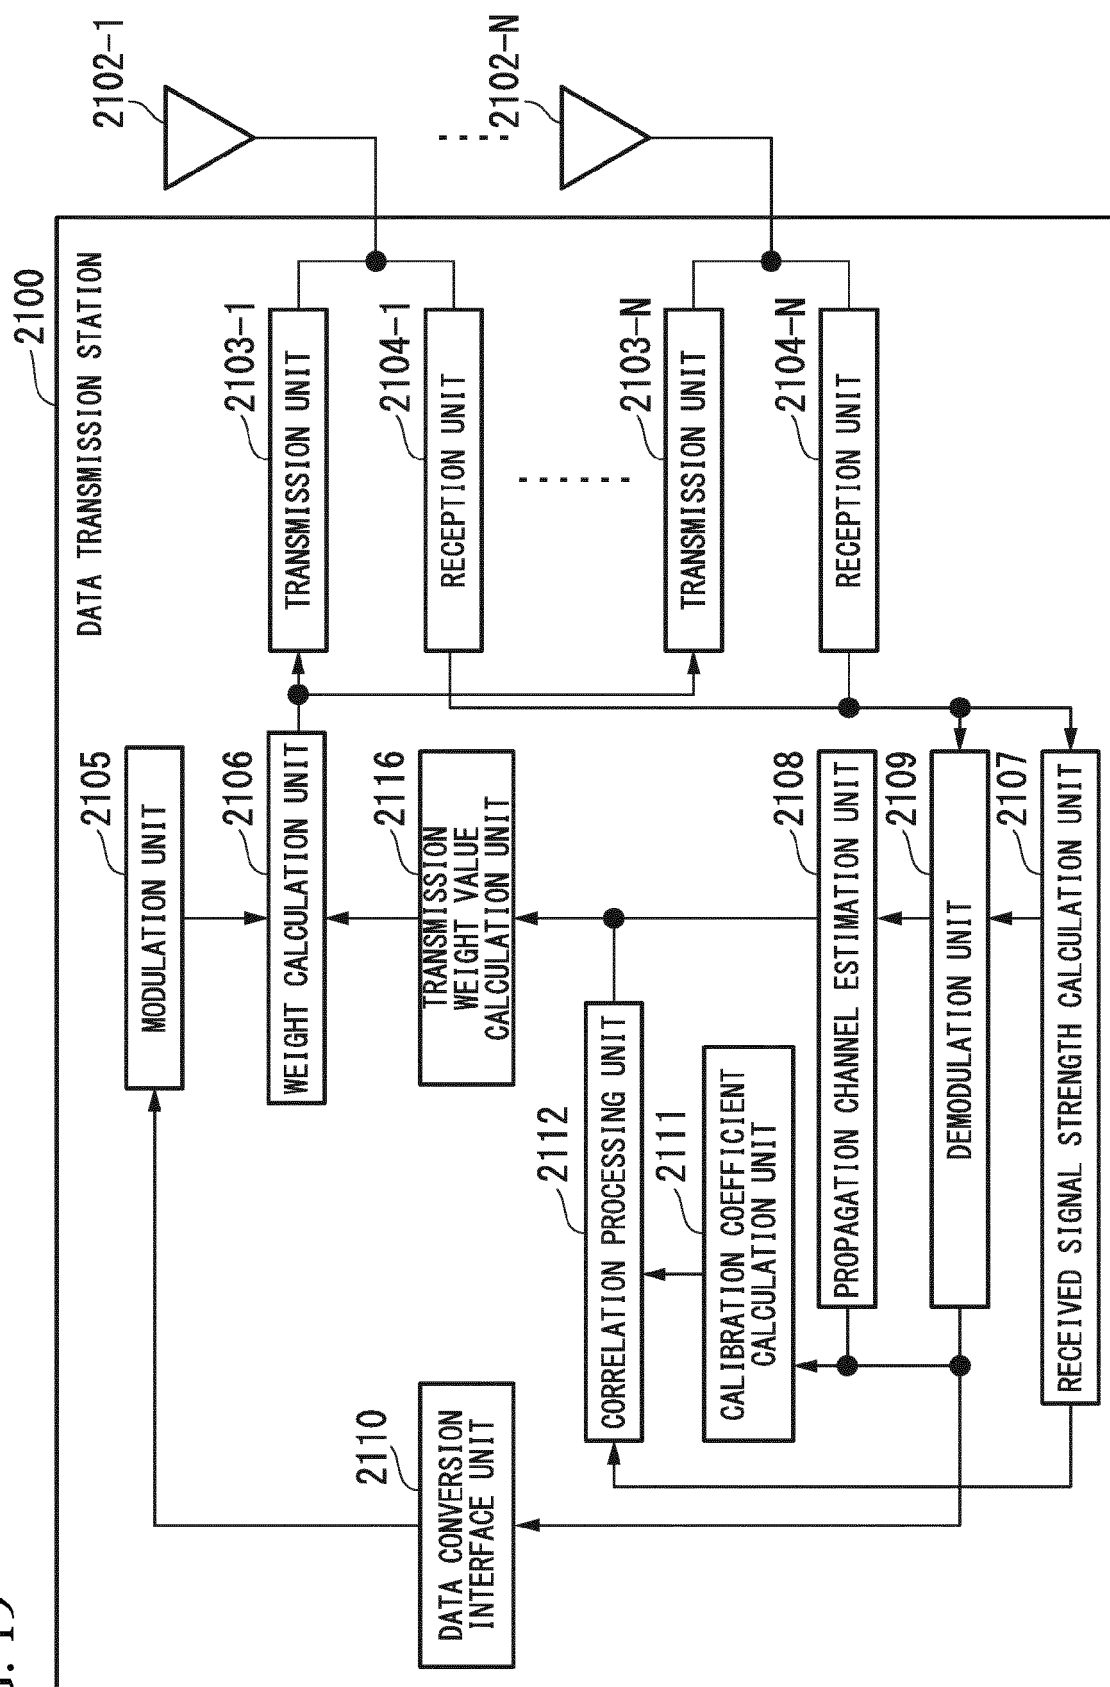 2100
DATA TRANSMISSION STATION
2102-1
2102-N
2105
MODULATION UNIT
2103-1
TRANSMISSION UNIT
2106
WEIGHT CALCULATION UNIT
2104-1
RECEPTION UNIT
2110
DATA CONVERSION
INTERFACE UNIT
2116
TRANSMISSION
WEIGHT VALUE
CALCULATION UNIT
2112
CORRELATION PROCESSING UNIT
2103-N
TRANSMISSION UNIT
2111
CALIBRATION COEFFICIENT
CALCULATION UNIT
2108
PROPAGATION CHANNEL ESTIMATION UNIT
2104-N
RECEPTION UNIT
2109
DEMODULATION UNIT
2107
RECEIVED SIGNAL STRENGTH CALCULATION UNIT